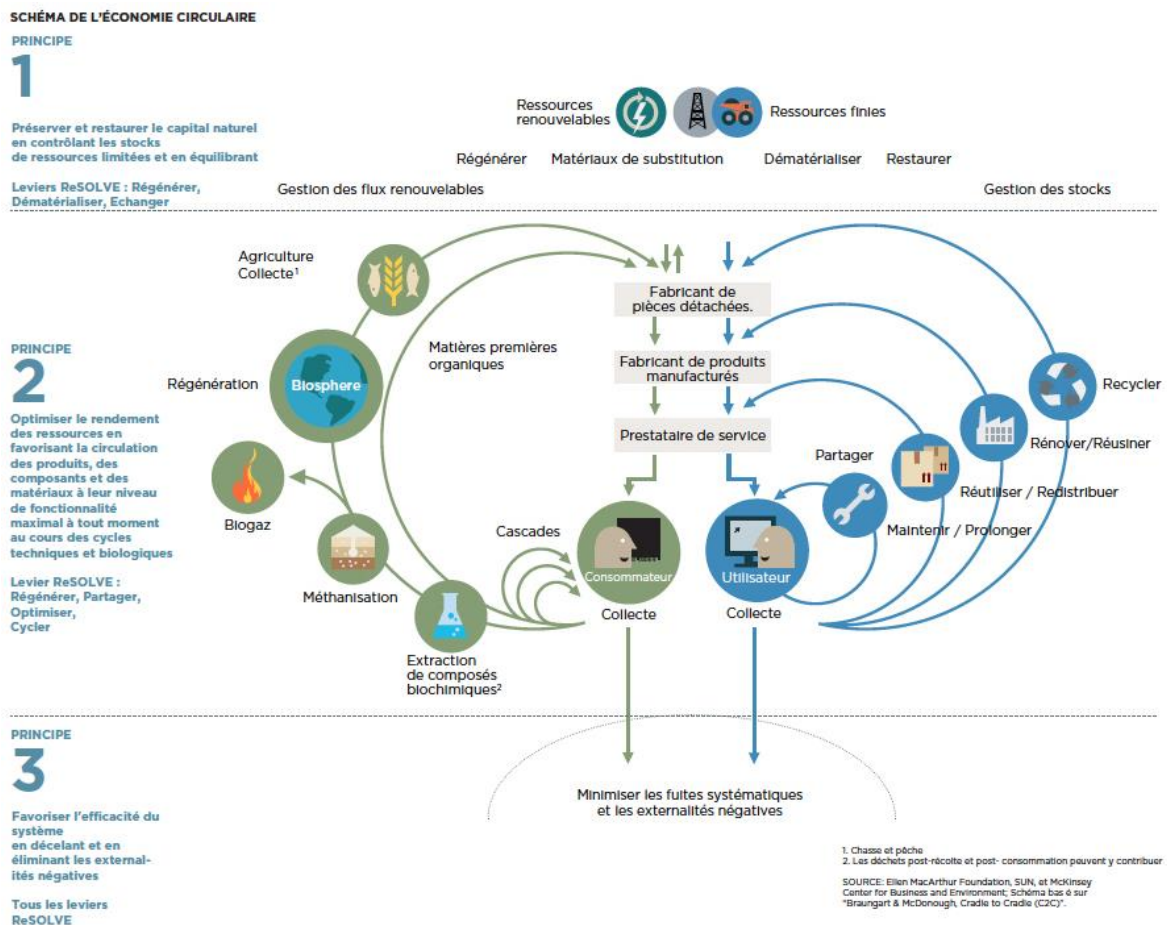 SCHÉMA DE L'ÉCONOMIE CIRCULAIRE
PRINCIPE
1
Préserver et restaurer le capital naturel
en contrôlant les stocks
de ressources limitées et en équilibrant
Leviers ReSOLVE : Régénérer,
Dématérialiser, Echanger
Ressources
renouvelables
Ressources finies
Régénérer
Matériaux de substitution
Dématérialiser
Restaurer
Gestion des flux renouvelables
Gestion des stocks
PRINCIPE
2
Optimiser le rendement
des ressources en
favorisant la circulation
des produits, des
composants et des
matériaux à leur niveau
de fonctionnalité
maximal à tout moment
au cours des cycles
techniques et biologiques
Levier ReSOLVE :
Régénérer, Partager,
Optimiser,
Cycler
Agriculture
Collecte¹
Régénération
Biosphere
Biogaz
Méthanisation
Extraction
de composés
biochimiques²
Matières premières
organiques
Cascades
Fabricant de
pièces détachées.
Fabricant de produits
manufacturés
Prestataire de service
Consommateur
Collecte
Utilisateur
Collecte
Partager
Maintenir / Prolonger
Réutiliser / Redistribuer
Rénover/Réusiner
Recycler
PRINCIPE
3
Favoriser l'efficacité du
système
en décelant et en
éliminant les external-
ités négatives
Tous les leviers
ReSOLVE
Minimiser les fuites systématiques
et les externalités négatives
1. Chasse et pêche
2. Les déchets post-récolte et post- consommation peuvent y contribuer
SOURCE: Ellen MacArthur Foundation, SUN, et McKinsey
Center for Business and Environment; Schéma bas é sur
"Braungart & McDonough, Cradle to Cradle (C2C)".